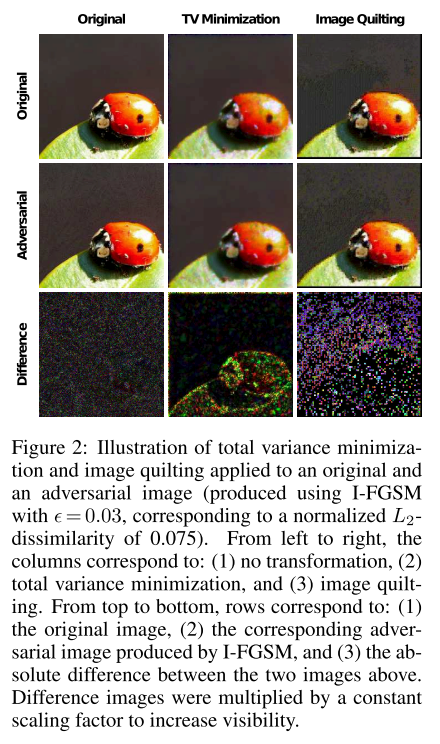 Original TV Minimization Image Quilting
Original
Adversarial
Difference
Figure 2: Illustration of total variance minimiza-
tion and image quilting applied to an original and
an adversarial image (produced using I-FGSM
with ϵ = 0.03, corresponding to a normalized L₂-
dissimilarity of 0.075). From left to right, the
columns correspond to: (1) no transformation, (2)
total variance minimization, and (3) image quilt-
ing. From top to bottom, rows correspond to: (1)
the original image, (2) the corresponding adver-
sarial image produced by I-FGSM, and (3) the ab-
solute difference between the two images above.
Difference images were multiplied by a constant
scaling factor to increase visibility.